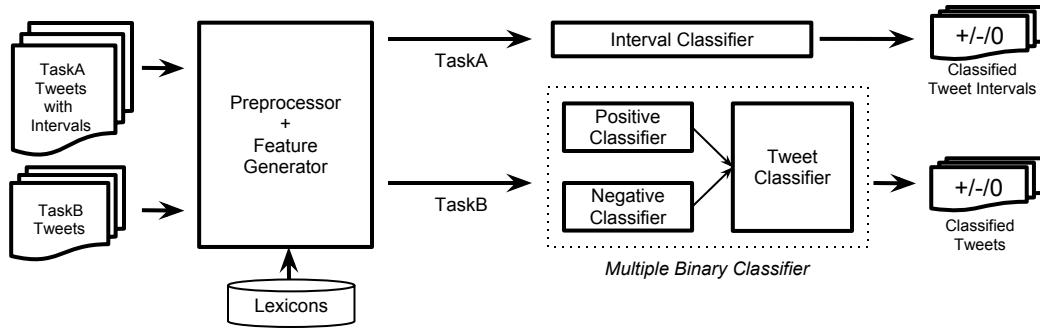 TaskA
Tweets
with
Intervals
TaskB
Tweets
Preprocessor
+
Feature
Generator
Lexicons
TaskA
TaskB
Interval Classifier
Positive
Classifier
Negative
Classifier
Tweet
Classifier
Multiple Binary Classifier
+/-/0
Classified
Tweet Intervals
+/-/0
Classified
Tweets